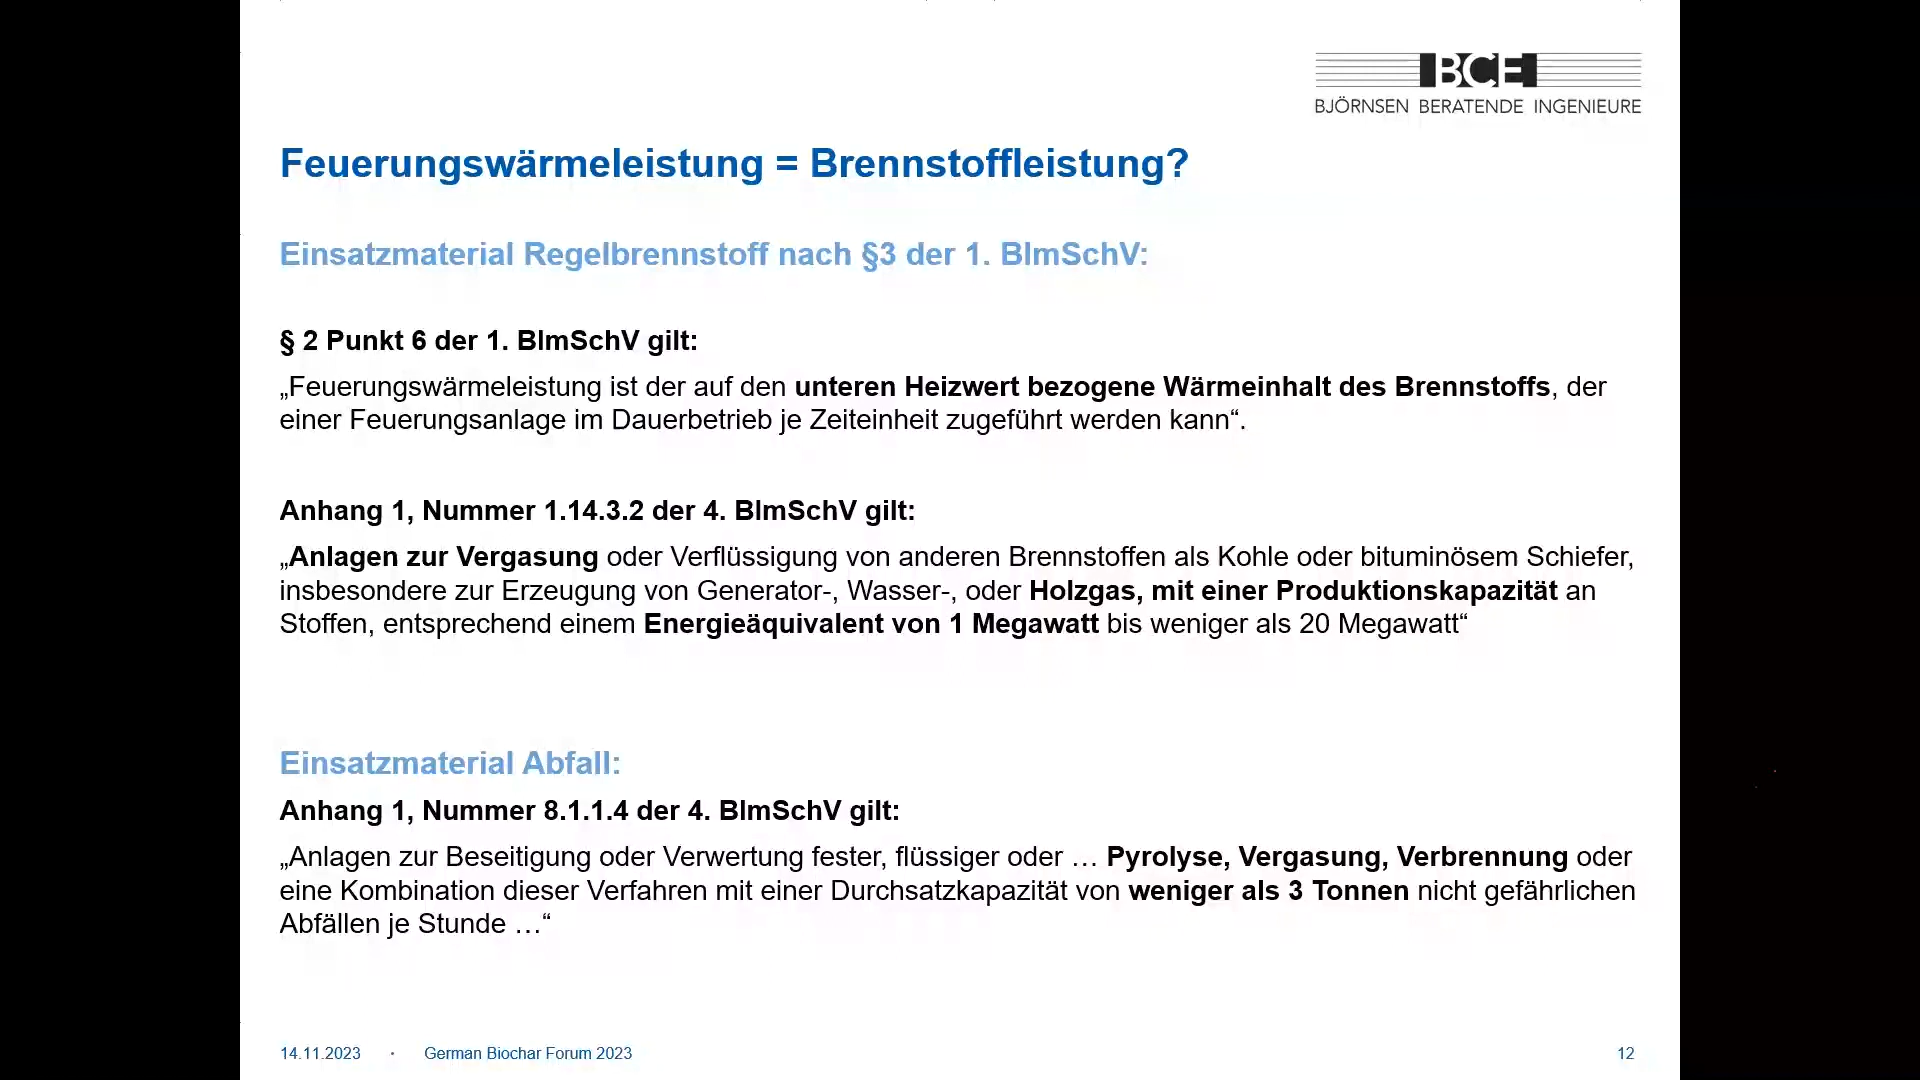 BCE
BJÖRNSEN BERATENDE INGENIEURE
Feuerungswärmeleistung = Brennstoffleistung?
Einsatzmaterial Regelbrennstoff nach §3 der 1. BImSchV:
§ 2 Punkt 6 der 1. BImSchV gilt:
„Feuerungswärmeleistung ist der auf den unteren Heizwert bezogene Wärmeinhalt des Brennstoffs, der
einer Feuerungsanlage im Dauerbetrieb je Zeiteinheit zugeführt werden kann“.
Anhang 1, Nummer 1.14.3.2 der 4. BImSchV gilt:
„Anlagen zur Vergasung oder Verflüssigung von anderen Brennstoffen als Kohle oder bituminösem Schiefer,
insbesondere zur Erzeugung von Generator-, Wasser-, oder Holzgas, mit einer Produktionskapazität an
Stoffen, entsprechend einem Energieäquivalent von 1 Megawatt bis weniger als 20 Megawatt“
Einsatzmaterial Abfall:
Anhang 1, Nummer 8.1.1.4 der 4. BImSchV gilt:
„Anlagen zur Beseitigung oder Verwertung fester, flüssiger oder … Pyrolyse, Vergasung, Verbrennung oder
eine Kombination dieser Verfahren mit einer Durchsatzkapazität von weniger als 3 Tonnen nicht gefährlichen
Abfällen je Stunde …“
14.11.2023 · German Biochar Forum 2023 12